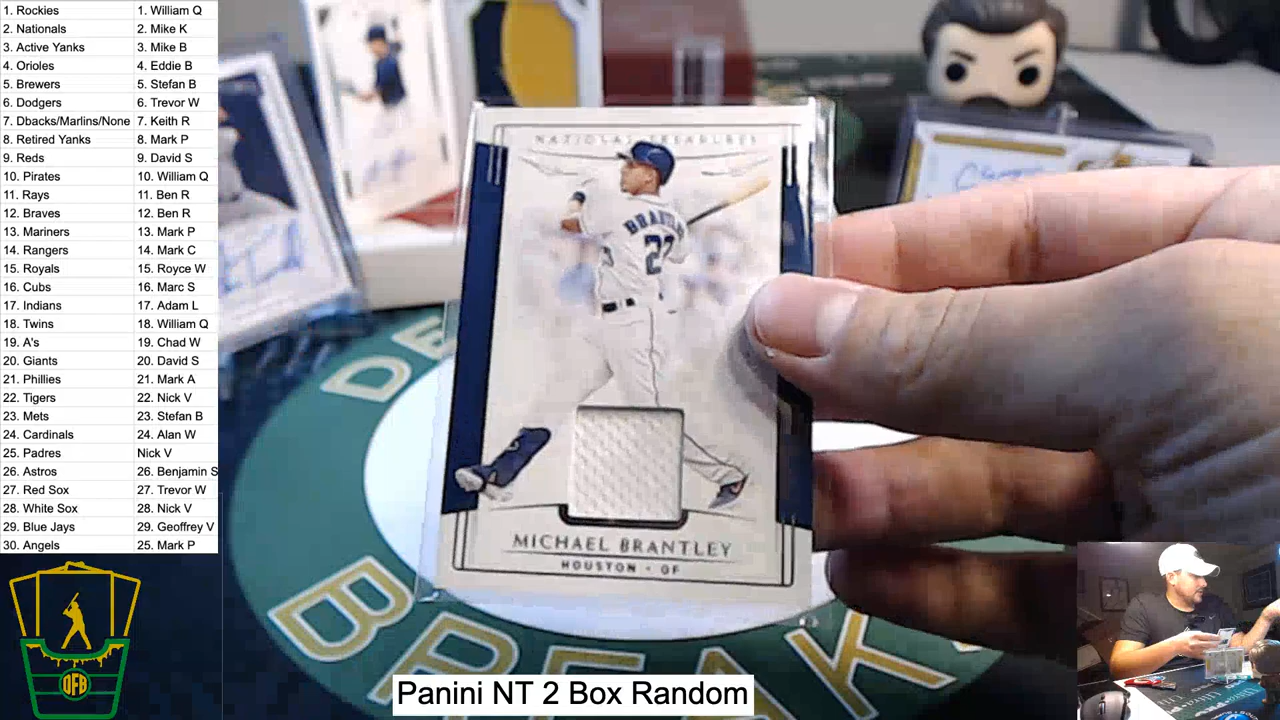 1. Rockies 1. William Q
2. Nationals 2. Mike K
3. Active Yanks 3. Mike B
4. Orioles 4. Eddie B
5. Brewers 5. Stefan B
6. Dodgers 6. Trevor W
7. Dbacks/Marlins/None 7. Keith R
8. Retired Yanks 8. Mark P
9. Reds 9. David S
10. Pirates 10. William Q
11. Rays 11. Ben R
12. Braves 12. Ben R
13. Mariners 13. Mark P
14. Rangers 14. Mark C
15. Royals 15. Royce W
16. Cubs 16. Marc S
17. Indians 17. Adam L
18. Twins 18. William Q
19. A's 19. Chad W
20. Giants 20. David S
21. Phillies 21. Mark A
22. Tigers 22. Nick V
23. Mets 23. Stefan B
24. Cardinals 24. Alan W
25. Padres Nick V
26. Astros 26. Benjamin S
27. Red Sox 27. Trevor W
28. White Sox 28. Nick V
29. Blue Jays 29. Geoffrey V
30. Angels 25. Mark P
NATIONAL TREASURES
BRANTLEY
MICHAEL BRANTLEY
HOUSTON - OF
DE
BREAKS
OFB
Panini NT 2 Box Random